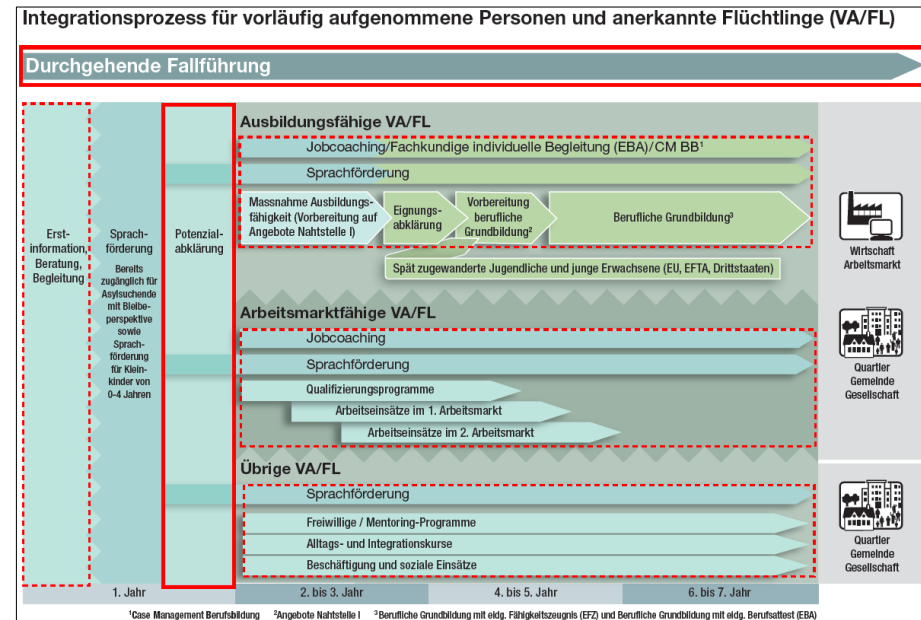 Integrationsprozess für vorläufig aufgenommene Personen und anerkannte Flüchtlinge (VA/FL)
Durchgehende Fallführung
Erst-
information,
Beratung,
Begleitung
Sprach-
förderung
Bereits
zugänglich für
Asylsuchende
mit Bleibe-
perspektive
sowie
Sprach-
förderung
für Klein-
kinder von
0-4 Jahren
Potenzial-
abklärung
Ausbildungsfähige VA/FL
Jobcoaching/Fachkundige individuelle Begleitung (EBA)/CM BB¹
Sprachförderung
Massnahme Ausbildungs-
fähigkeit (Vorbereitung auf
Angebote Nahtstelle I)
Eignungs-
abklärung
Vorbereitung
berufliche
Grundbildung²
Berufliche Grundbildung³
Spät zugewanderte Jugendliche und junge Erwachsene (EU, EFTA, Drittstaaten)
Arbeitsmarktfähige VA/FL
Jobcoaching
Sprachförderung
Qualifizierungsprogramme
Arbeitseinsätze im 1. Arbeitsmarkt
Arbeitseinsätze im 2. Arbeitsmarkt
Übrige VA/FL
Sprachförderung
Freiwillige / Mentoring-Programme
Alltags- und Integrationskurse
Beschäftigung und soziale Einsätze
Wirtschaft
Arbeitsmarkt
Quartier
Gemeinde
Gesellschaft
Quartier
Gemeinde
Gesellschaft
1. Jahr
2. bis 3. Jahr
4. bis 5. Jahr
6. bis 7. Jahr
¹Case Management Berufsbildung ²Angebote Nahtstelle I ³Berufliche Grundbildung mit eidg. Fähigkeitszeugnis (EFZ) und Berufliche Grundbildung mit eidg. Berufsattest (EBA)